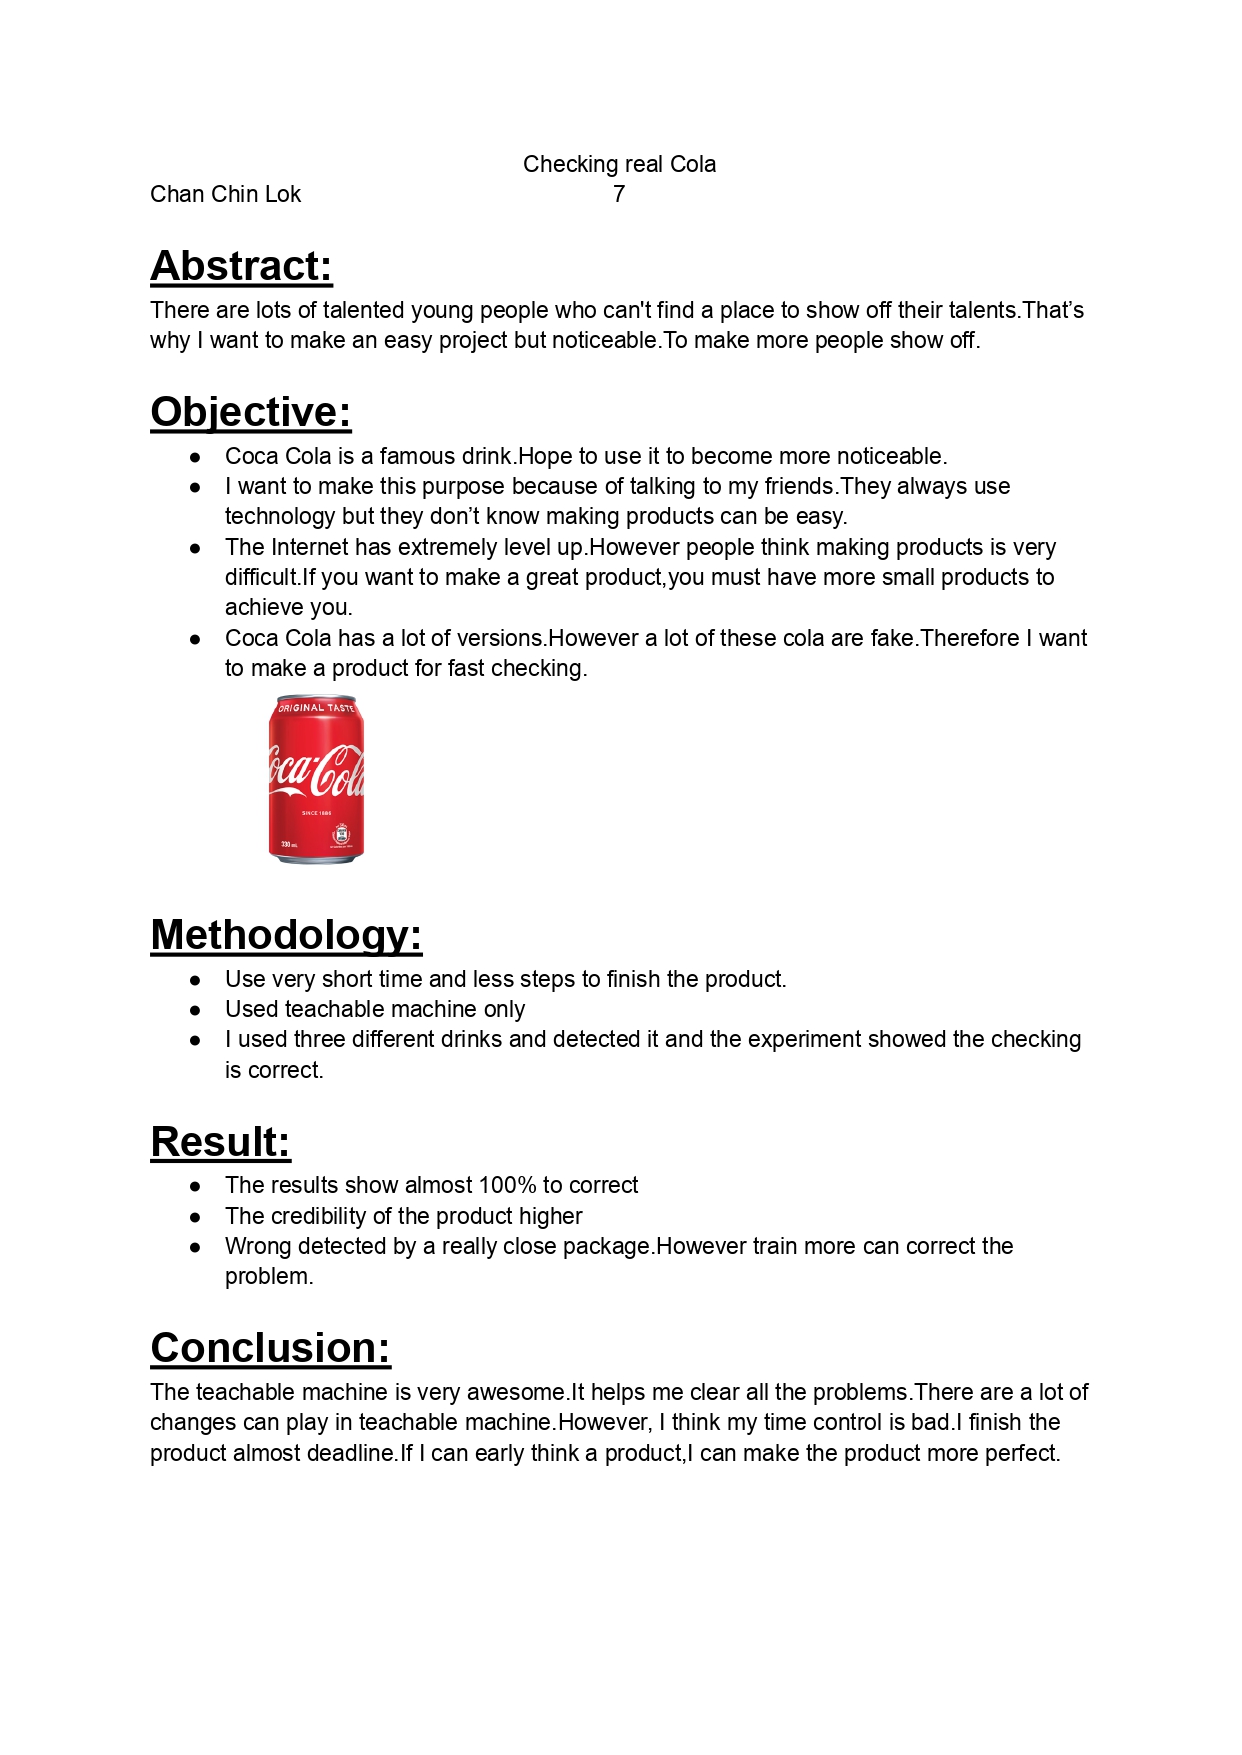 Checking real Cola
Chan Chin Lok 7
Abstract:
There are lots of talented young people who can't find a place to show off their talents.That’s
why I want to make an easy project but noticeable.To make more people show off.
Objective:
● Coca Cola is a famous drink.Hope to use it to become more noticeable.
● I want to make this purpose because of talking to my friends.They always use
technology but they don’t know making products can be easy.
● The Internet has extremely level up.However people think making products is very
difficult.If you want to make a great product,you must have more small products to
achieve you.
● Coca Cola has a lot of versions.However a lot of these cola are fake.Therefore I want
to make a product for fast checking.
ORIGINAL TASTE
Coca-Cola
SINCE 1886
330 mL
Methodology:
● Use very short time and less steps to finish the product.
● Used teachable machine only
● I used three different drinks and detected it and the experiment showed the checking
is correct.
Result:
● The results show almost 100% to correct
● The credibility of the product higher
● Wrong detected by a really close package.However train more can correct the
problem.
Conclusion:
The teachable machine is very awesome.It helps me clear all the problems.There are a lot of
changes can play in teachable machine.However, I think my time control is bad.I finish the
product almost deadline.If I can early think a product,I can make the product more perfect.